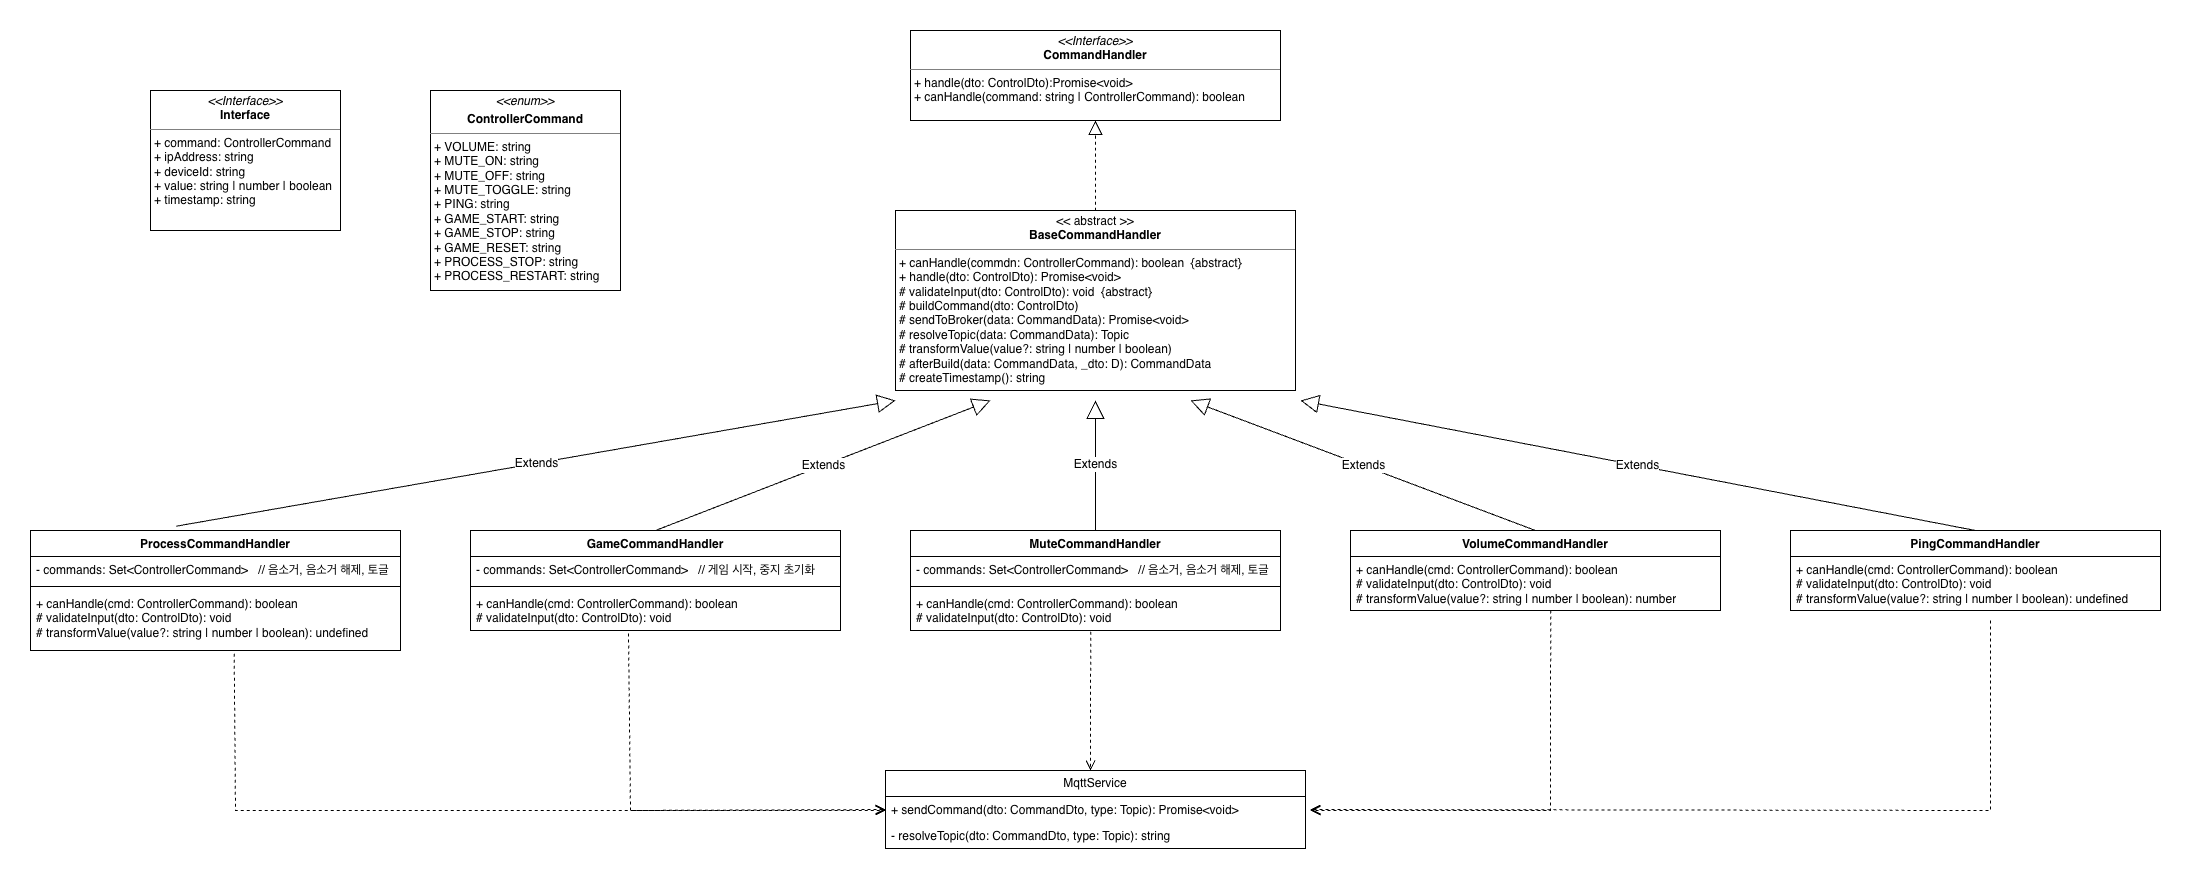 <<Interface>>
CommandHandler
+ handle(dto: ControlDto):Promise<void>
+ canHandle(command: string | ControllerCommand): boolean
<<Interface>>
Interface
+ command: ControllerCommand
+ ipAddress: string
+ deviceId: string
+ value: string | number | boolean
+ timestamp: string
<<enum>>
ControllerCommand
+ VOLUME: string
+ MUTE_ON: string
+ MUTE_OFF: string
+ MUTE_TOGGLE: string
+ PING: string
+ GAME_START: string
+ GAME_STOP: string
+ GAME_RESET: string
+ PROCESS_STOP: string
+ PROCESS_RESTART: string
<< abstract >>
BaseCommandHandler
+ canHandle(commdn: ControllerCommand): boolean {abstract}
+ handle(dto: ControlDto): Promise<void>
# validateInput(dto: ControlDto): void {abstract}
# buildCommand(dto: ControlDto)
# sendToBroker(data: CommandData): Promise<void>
# resolveTopic(data: CommandData): Topic
# transformValue(value?: string | number | boolean)
# afterBuild(data: CommandData, _dto: D): CommandData
# createTimestamp(): string
Extends
Extends
Extends
Extends
Extends
ProcessCommandHandler
- commands: Set<ControllerCommand> // 음소거, 음소거 해제, 토글
+ canHandle(cmd: ControllerCommand): boolean
# validateInput(dto: ControlDto): void
# transformValue(value?: string | number | boolean): undefined
GameCommandHandler
- commands: Set<ControllerCommand> // 게임 시작, 중지 초기화
+ canHandle(cmd: ControllerCommand): boolean
# validateInput(dto: ControlDto): void
MuteCommandHandler
- commands: Set<ControllerCommand> // 음소거, 음소거 해제, 토글
+ canHandle(cmd: ControllerCommand): boolean
# validateInput(dto: ControlDto): void
VolumeCommandHandler
+ canHandle(cmd: ControllerCommand): boolean
# validateInput(dto: ControlDto): void
# transformValue(value?: string | number | boolean): number
PingCommandHandler
+ canHandle(cmd: ControllerCommand): boolean
# validateInput(dto: ControlDto): void
# transformValue(value?: string | number | boolean): undefined
MqttService
+ sendCommand(dto: CommandDto, type: Topic): Promise<void>
- resolveTopic(dto: CommandDto, type: Topic): string